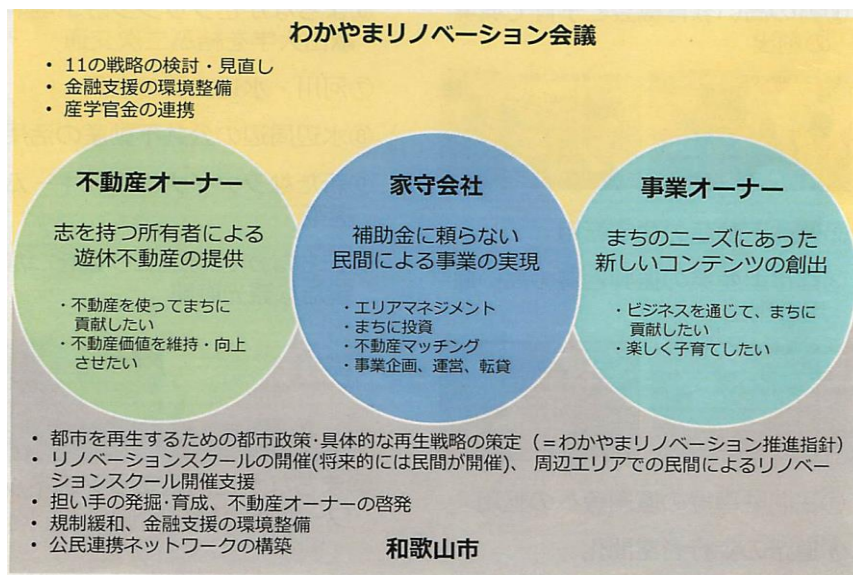 わかやまリノベーション会議
・ 11の戦略の検討・見直し
・ 金融支援の環境整備
・ 産学官金の連携
不動産オーナー
志を持つ所有者による
遊休不動産の提供
・不動産を使ってまちに
貢献したい
・不動産価値を維持・向上
させたい
家守会社
補助金に頼らない
民間による事業の実現
・エリアマネジメント
・まちに投資
・不動産マッチング
・事業企画、運営、転貸
事業オーナー
まちのニーズにあった
新しいコンテンツの創出
・ビジネスを通じて、まちに
貢献したい
・楽しく子育てしたい
・ 都市を再生するための都市政策・具体的な再生戦略の策定（＝わかやまリノベーション推進指針）
・ リノベーションスクールの開催(将来的には民間が開催)、周辺エリアでの民間によるリノベー
ションスクール開催支援
・ 担い手の発掘・育成、不動産オーナーの啓発
・ 規制緩和、金融支援の環境整備
・ 公民連携ネットワークの構築
和歌山市